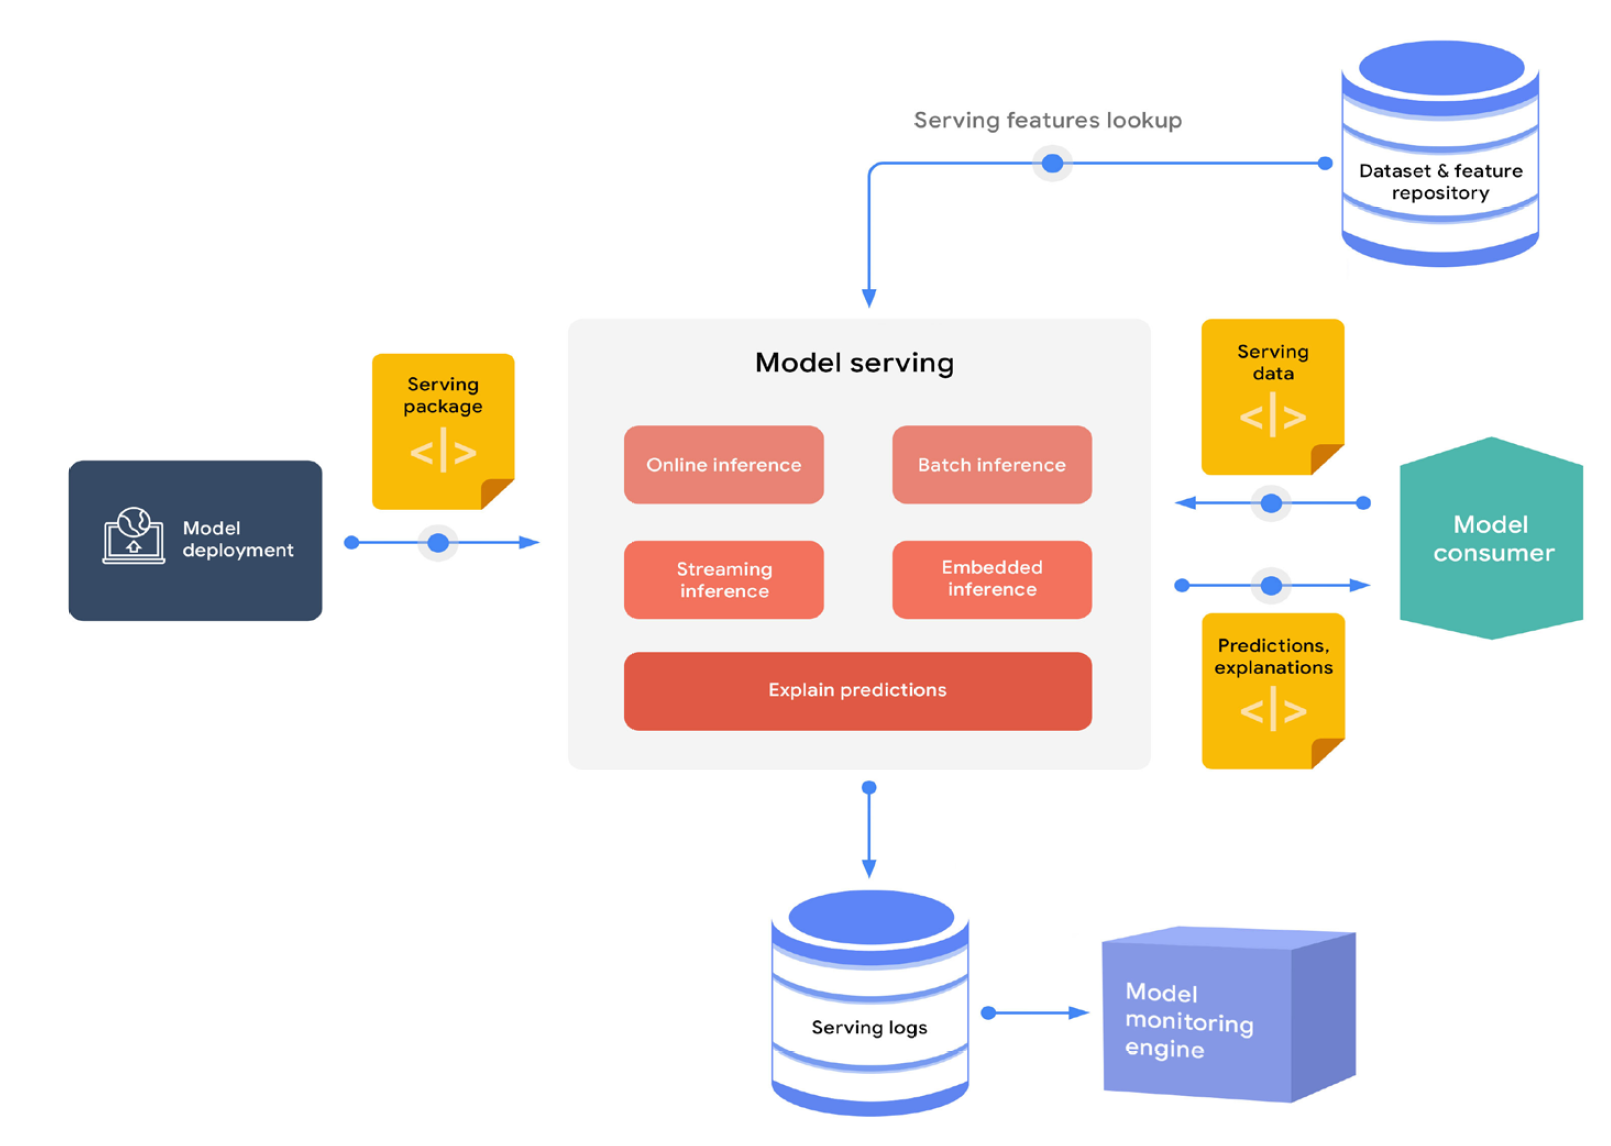 Serving features lookup
Dataset & feature
repository
Serving
package
</>
Model
deployment
Model serving
Online inference
Batch inference
Streaming
inference
Embedded
inference
Explain predictions
Serving
data
<|>
Model
consumer
Predictions,
explanations
<|>
Serving logs
Model
monitoring
engine